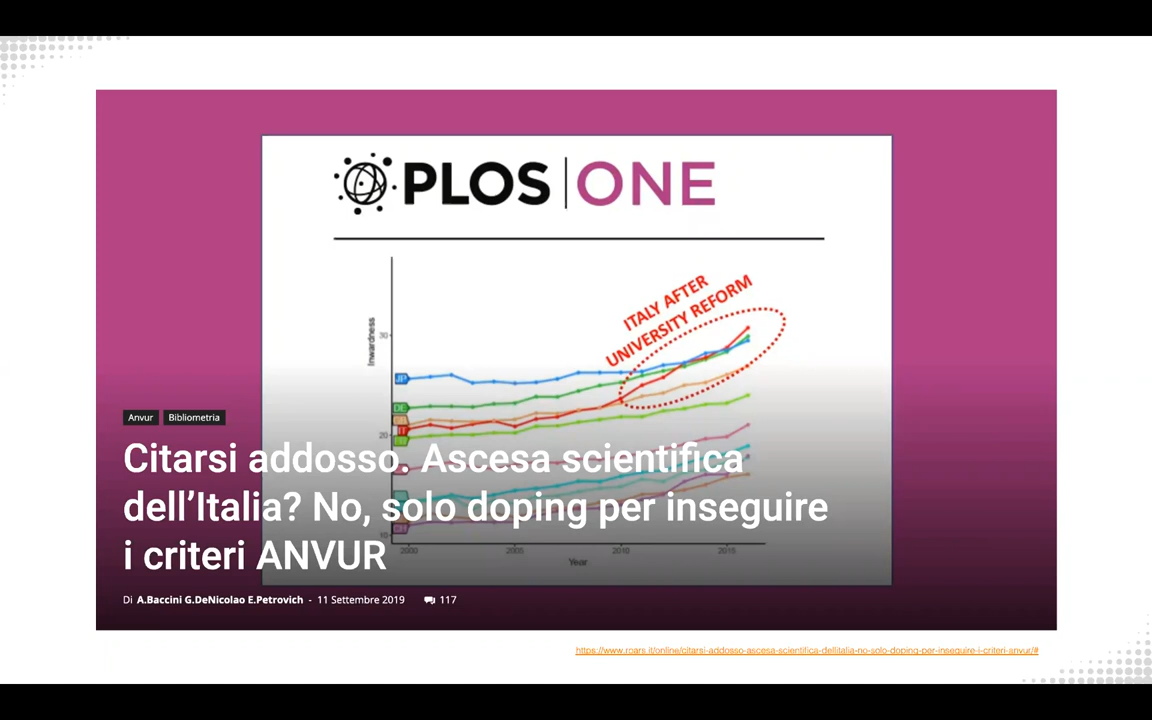 PLOS | ONE
ITALY AFTER
UNIVERSITY REFORM
Inwardness
30
20
10
JP
DE
IT
2000
2005
2010
2015
Year
Anvur
Bibliometria
Citarsi addosso. Ascesa scientifica
dell’Italia? No, solo doping per inseguire
i criteri ANVUR
Di A.Baccini G.DeNicolao E.Petrovich - 11 Settembre 2019 117
https://www.roars.it/online/citarsi-addosso-ascesa-scientifica-dellitalia-no-solo-doping-per-inseguire-i-criteri-anvur/#